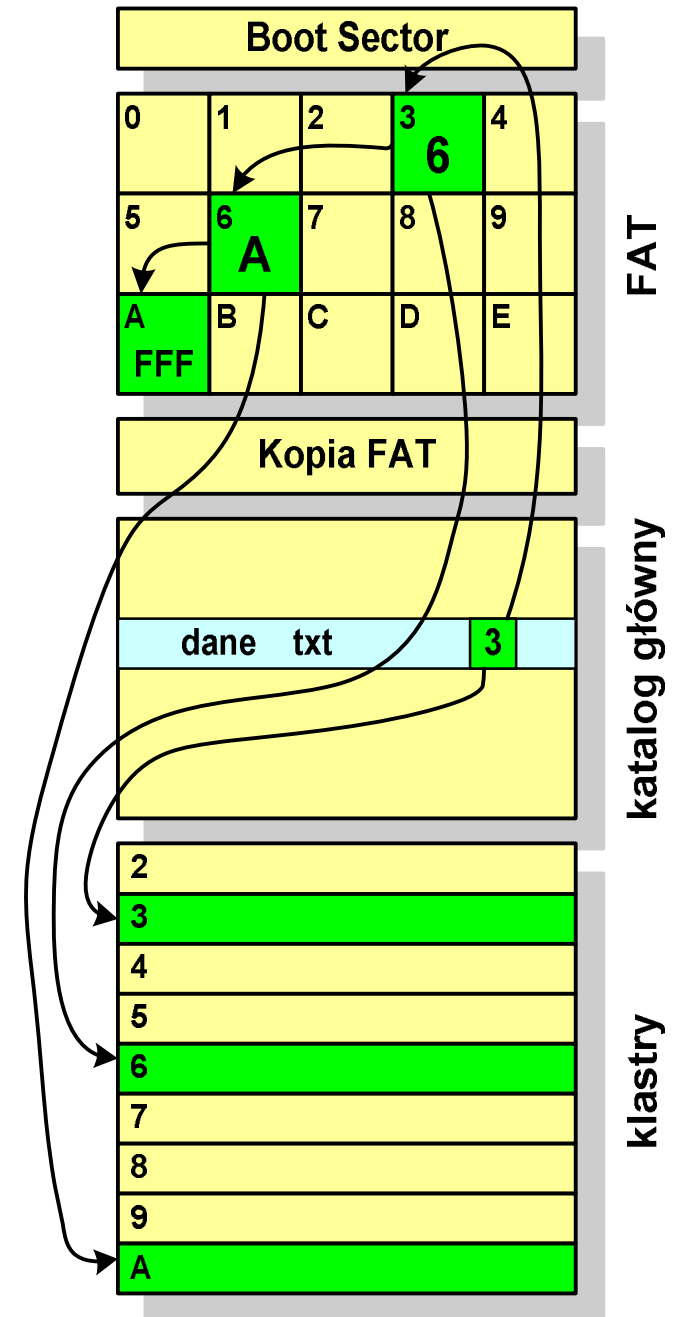 Boot Sector
0 1 2 3 4
6
5 6 7 8 9
A
A B C D E
FFF
FAT
Kopia FAT
dane txt 3
katalog główny
2
3
4
5
6
7
8
9
A
klastry